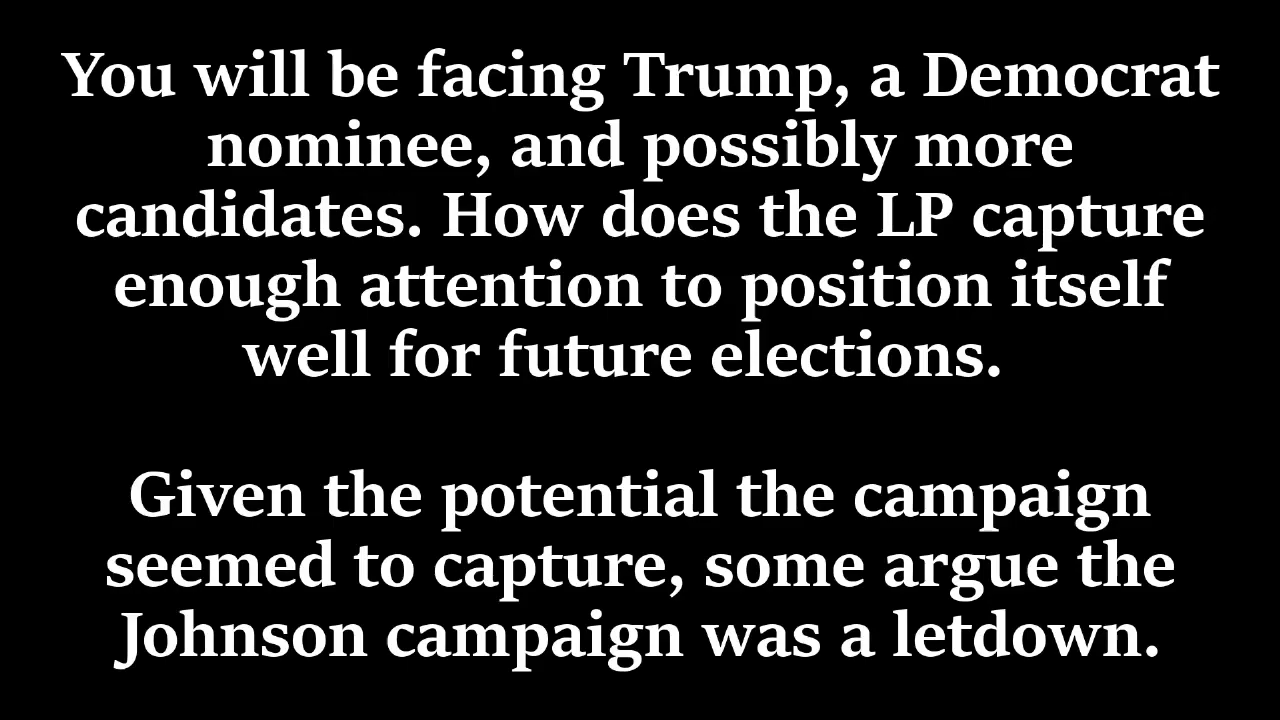 You will be facing Trump, a Democrat
nominee, and possibly more
candidates. How does the LP capture
enough attention to position itself
well for future elections.
Given the potential the campaign
seemed to capture, some argue the
Johnson campaign was a letdown.